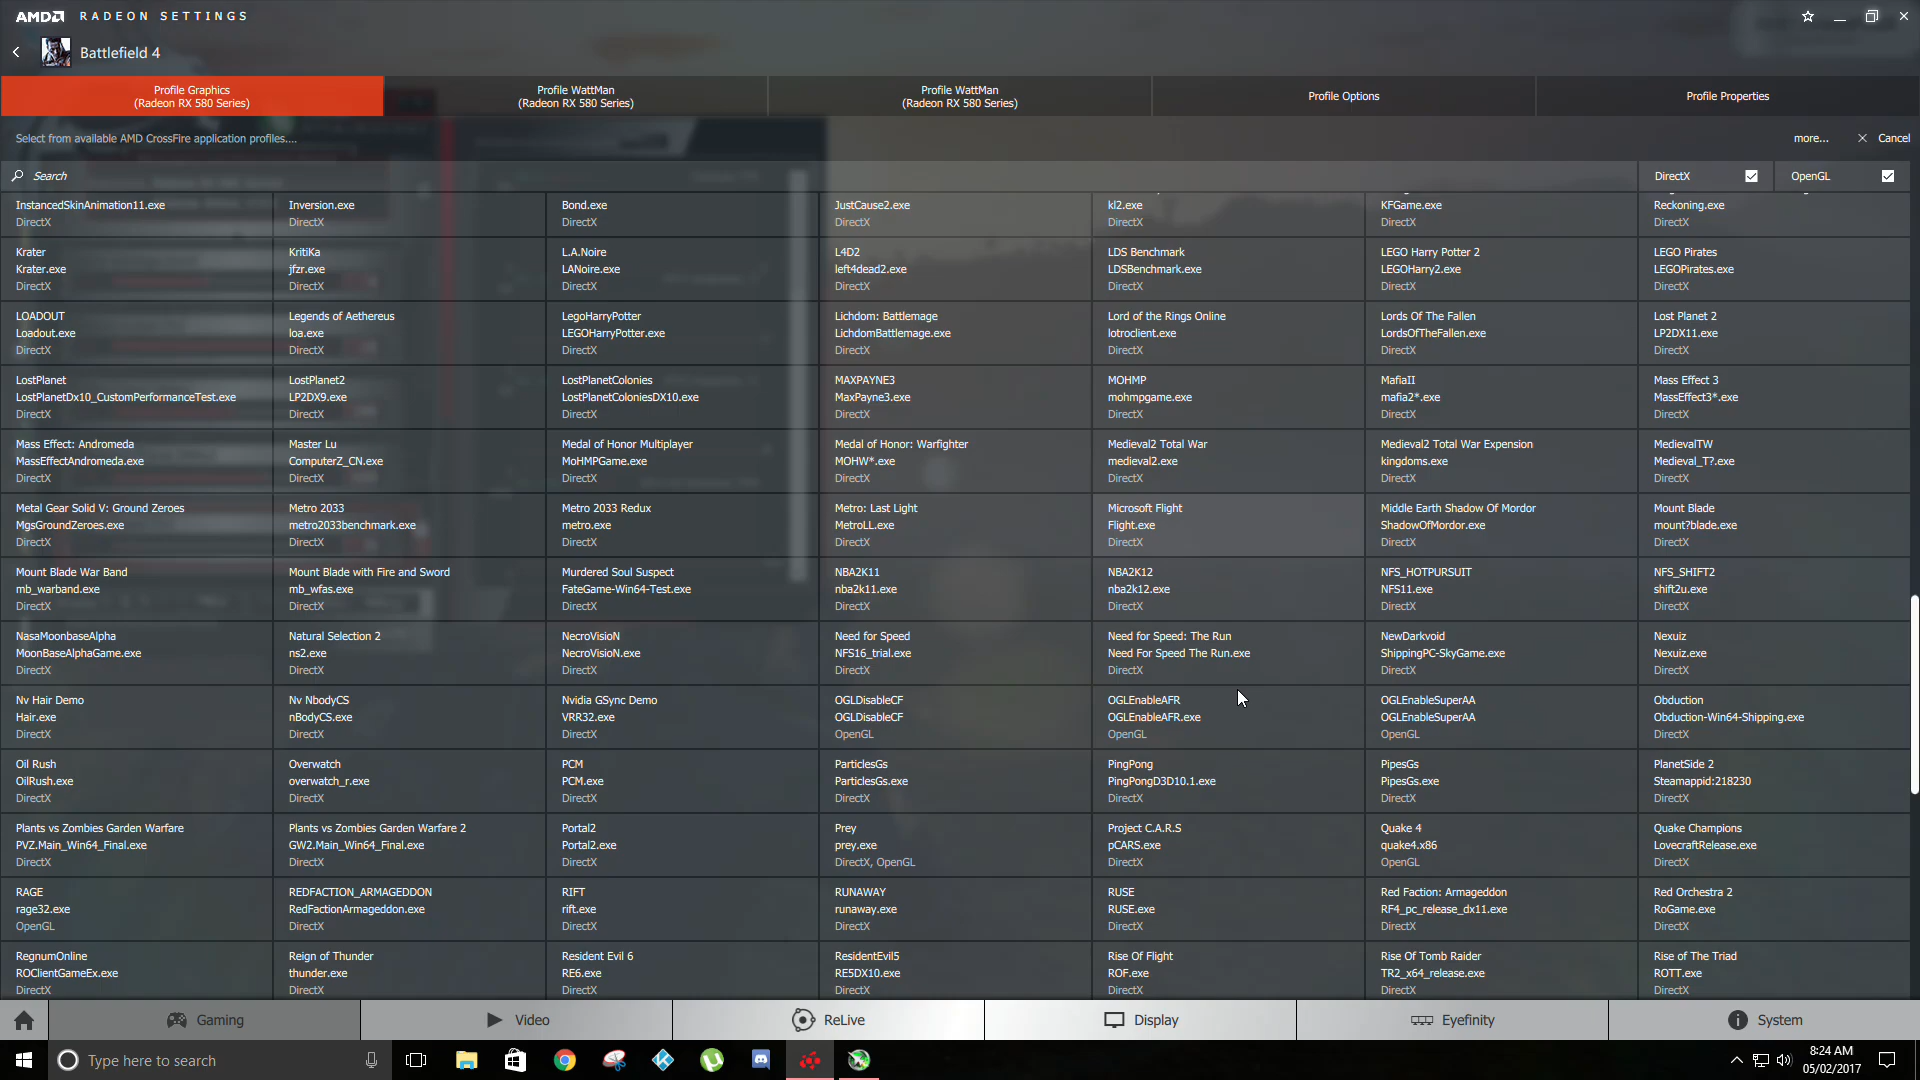 AMD RADEON SETTINGS
Battlefield 4
Profile Graphics
(Radeon RX 580 Series)
Profile WattMan
(Radeon RX 580 Series)
Profile WattMan
(Radeon RX 580 Series)
Profile Options
Profile Properties
Select from available AMD CrossFire application profiles....
more...
Cancel
Search
DirectX
OpenGL
InstancedSkinAnimation11.exe
DirectX
Inversion.exe
DirectX
Bond.exe
DirectX
JustCause2.exe
DirectX
kl2.exe
DirectX
KFGame.exe
DirectX
Reckoning.exe
DirectX
Krater
Krater.exe
DirectX
KritiKa
jfzr.exe
DirectX
L.A.Noire
LANoire.exe
DirectX
L4D2
left4dead2.exe
DirectX
LDS Benchmark
LDSBenchmark.exe
DirectX
LEGO Harry Potter 2
LEGOHarry2.exe
DirectX
LEGO Pirates
LEGOPirates.exe
DirectX
LOADOUT
Loadout.exe
DirectX
Legends of Aethereus
loa.exe
DirectX
LegoHarryPotter
LEGOHarryPotter.exe
DirectX
Lichdom: Battlemage
LichdomBattlemage.exe
DirectX
Lord of the Rings Online
lotroclient.exe
DirectX
Lords Of The Fallen
LordsOfTheFallen.exe
DirectX
Lost Planet 2
LP2DX11.exe
DirectX
LostPlanet
LostPlanetDx10_CustomPerformanceTest.exe
DirectX
LostPlanet2
LP2DX9.exe
DirectX
LostPlanetColonies
LostPlanetColoniesDX10.exe
DirectX
MAXPAYNE3
MaxPayne3.exe
DirectX
MOHMP
mohmpgame.exe
DirectX
MafiaII
mafia2*.exe
DirectX
Mass Effect 3
MassEffect3*.exe
DirectX
Mass Effect: Andromeda
MassEffectAndromeda.exe
DirectX
Master Lu
ComputerZ_CN.exe
DirectX
Medal of Honor Multiplayer
MoHMPGame.exe
DirectX
Medal of Honor: Warfighter
MOHW*.exe
DirectX
Medieval2 Total War
medieval2.exe
DirectX
Medieval2 Total War Expension
kingdoms.exe
DirectX
MedievalTW
Medieval_T?.exe
DirectX
Metal Gear Solid V: Ground Zeroes
MgsGroundZeroes.exe
DirectX
Metro 2033
metro2033benchmark.exe
DirectX
Metro 2033 Redux
metro.exe
DirectX
Metro: Last Light
MetroLL.exe
DirectX
Microsoft Flight
Flight.exe
DirectX
Middle Earth Shadow Of Mordor
ShadowOfMordor.exe
DirectX
Mount Blade
mount?blade.exe
DirectX
Mount Blade War Band
mb_warband.exe
DirectX
Mount Blade with Fire and Sword
mb_wfas.exe
DirectX
Murdered Soul Suspect
FateGame-Win64-Test.exe
DirectX
NBA2K11
nba2k11.exe
DirectX
NBA2K12
nba2k12.exe
DirectX
NFS_HOTPURSUIT
NFS11.exe
DirectX
NFS_SHIFT2
shift2u.exe
DirectX
NasaMoonbaseAlpha
MoonBaseAlphaGame.exe
DirectX
Natural Selection 2
ns2.exe
DirectX
NecroVisioN
NecroVisioN.exe
DirectX
Need for Speed
NFS16_trial.exe
DirectX
Need for Speed: The Run
Need For Speed The Run.exe
DirectX
NewDarkvoid
ShippingPC-SkyGame.exe
DirectX
Nexuiz
Nexuiz.exe
DirectX
Nv Hair Demo
Hair.exe
DirectX
Nv NbodyCS
nBodyCS.exe
DirectX
Nvidia GSync Demo
VRR32.exe
DirectX
OGLDisableCF
OGLDisableCF
OpenGL
OGLEnableAFR
OGLEnableAFR.exe
OpenGL
OGLEnableSuperAA
OGLEnableSuperAA
OpenGL
Obduction
Obduction-Win64-Shipping.exe
DirectX
Oil Rush
OilRush.exe
DirectX
Overwatch
overwatch_r.exe
DirectX
PCM
PCM.exe
DirectX
ParticlesGs
ParticlesGs.exe
DirectX
PingPong
PingPongD3D10.1.exe
DirectX
PipesGs
PipesGs.exe
DirectX
PlanetSide 2
Steamappid:218230
DirectX
Plants vs Zombies Garden Warfare
PVZ.Main_Win64_Final.exe
DirectX
Plants vs Zombies Garden Warfare 2
GW2.Main_Win64_Final.exe
DirectX
Portal2
Portal2.exe
DirectX
Prey
prey.exe
DirectX, OpenGL
Project C.A.R.S
pCARS.exe
DirectX
Quake 4
quake4.x86
OpenGL
Quake Champions
LovecraftRelease.exe
DirectX
RAGE
rage32.exe
OpenGL
REDFACTION_ARMAGEDDON
RedFactionArmageddon.exe
DirectX
RIFT
rift.exe
DirectX
RUNAWAY
runaway.exe
DirectX
RUSE
RUSE.exe
DirectX
Red Faction: Armageddon
RF4_pc_release_dx11.exe
DirectX
Red Orchestra 2
RoGame.exe
DirectX
RegnumOnline
ROClientGameEx.exe
DirectX
Reign of Thunder
thunder.exe
DirectX
Resident Evil 6
RE6.exe
DirectX
ResidentEvil5
RE5DX10.exe
DirectX
Rise Of Flight
ROF.exe
DirectX
Rise Of Tomb Raider
TR2_x64_release.exe
DirectX
Rise of The Triad
ROTT.exe
DirectX
Gaming
Video
ReLive
Display
Eyefinity
System
Type here to search
8:24 AM
05/02/2017